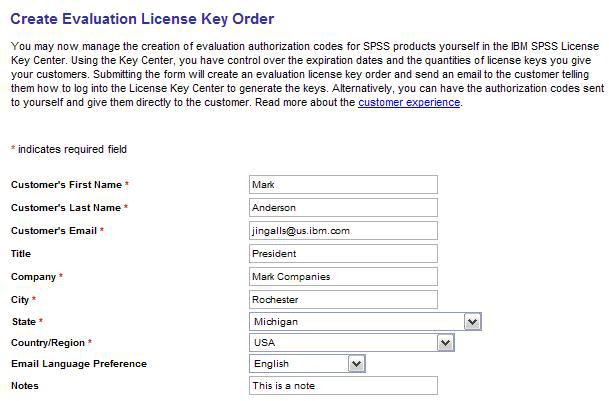 Create Evaluation License Key Order
You may now manage the creation of evaluation authorization codes for SPSS products yourself in the IBM SPSS License
Key Center. Using the Key Center, you have control over the expiration dates and the quantities of license keys you give
your customers. Submitting the form will create an evaluation license key order and send an email to the customer telling
them how to log into the License Key Center to generate the keys. Alternatively, you can have the authorization codes sent
to yourself and give them directly to the customer. Read more about the customer experience.
* indicates required field
Customer's First Name * Mark
Customer's Last Name * Anderson
Customer's Email * jingalls@us.ibm.com
Title President
Company * Mark Companies
City * Rochester
State * Michigan
Country/Region * USA
Email Language Preference English
Notes This is a note